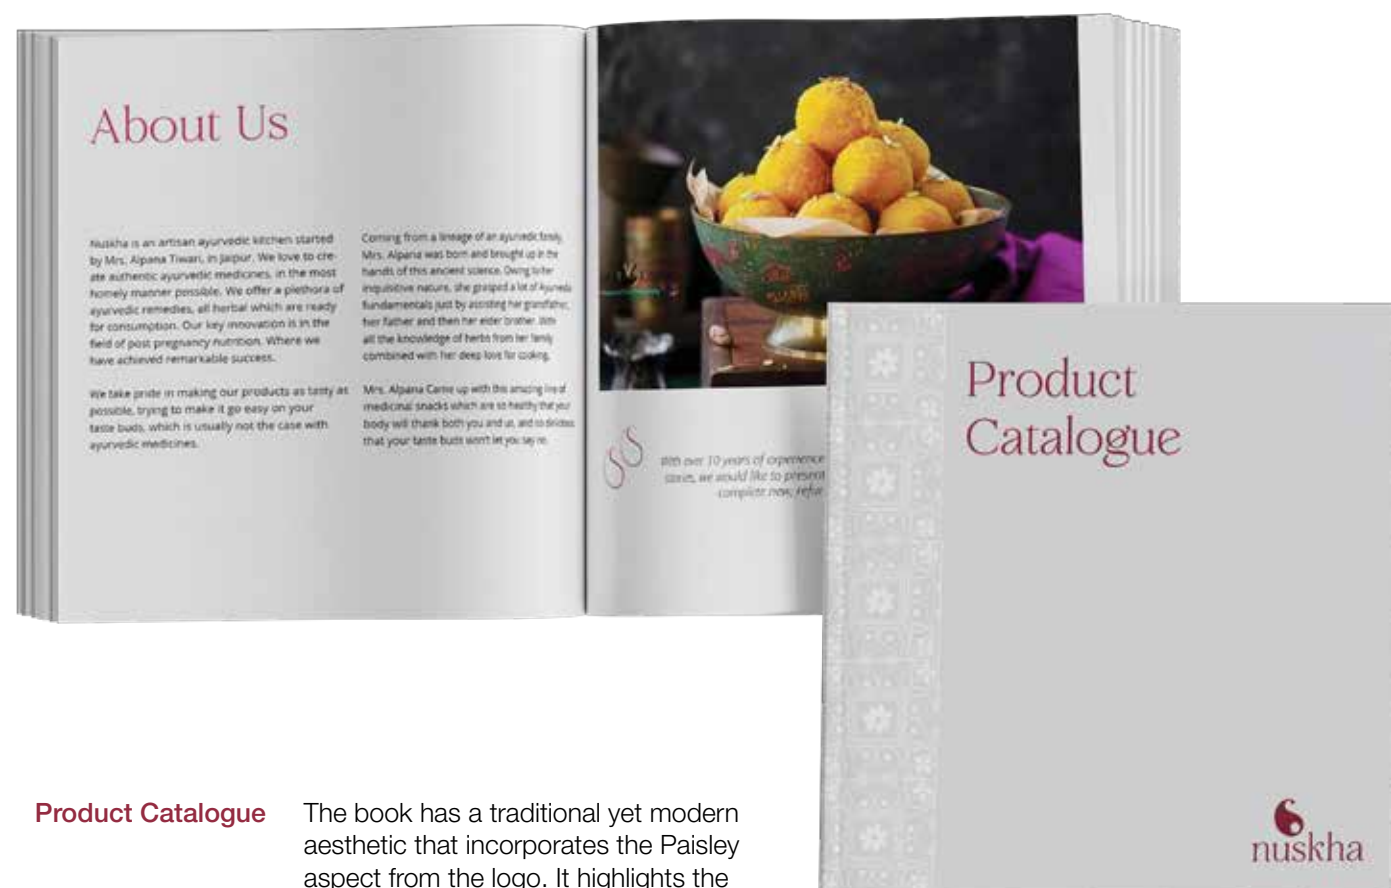 About Us
Nuskha is an artisan ayurvedic kitchen started
by Mrs. Alpana Tiwari, in Jaipur. We love to cre-
ate authentic ayurvedic medicines, in the most
homely manner possible. We offer a plethora of
ayurvedic remedies, all herbal which are ready
for consumption. Our key innovation is in the
field of post pregnancy nutrition. Where we
have achieved remarkable success.
We take pride in making our products as tasty as
possible, trying to make it go easy on your
taste buds, which is usually not the case with
ayurvedic medicines.
Coming from a lineage of an ayurvedic family,
Mrs. Alpana was born and brought up in the
hands of this ancient science. Owing to her
inquisitive nature, she grasped a lot of Ayurveda
fundamentals just by assisting her grandfather,
her father and then her elder brother. With
all the knowledge of herbs from her family
combined with her deep love for cooking.
Mrs. Alpana Came up with this amazing line of
medicinal snacks which are so healthy that your
body will thank both you and us, and so delicious
that your taste buds won't let you say no.
With over 10 years of experience
stories, we would like to present
complete new, refur
Product
Catalogue
nuskha
Product Catalogue
The book has a traditional yet modern
aesthetic that incorporates the Paisley
aspect from the logo. It highlights the